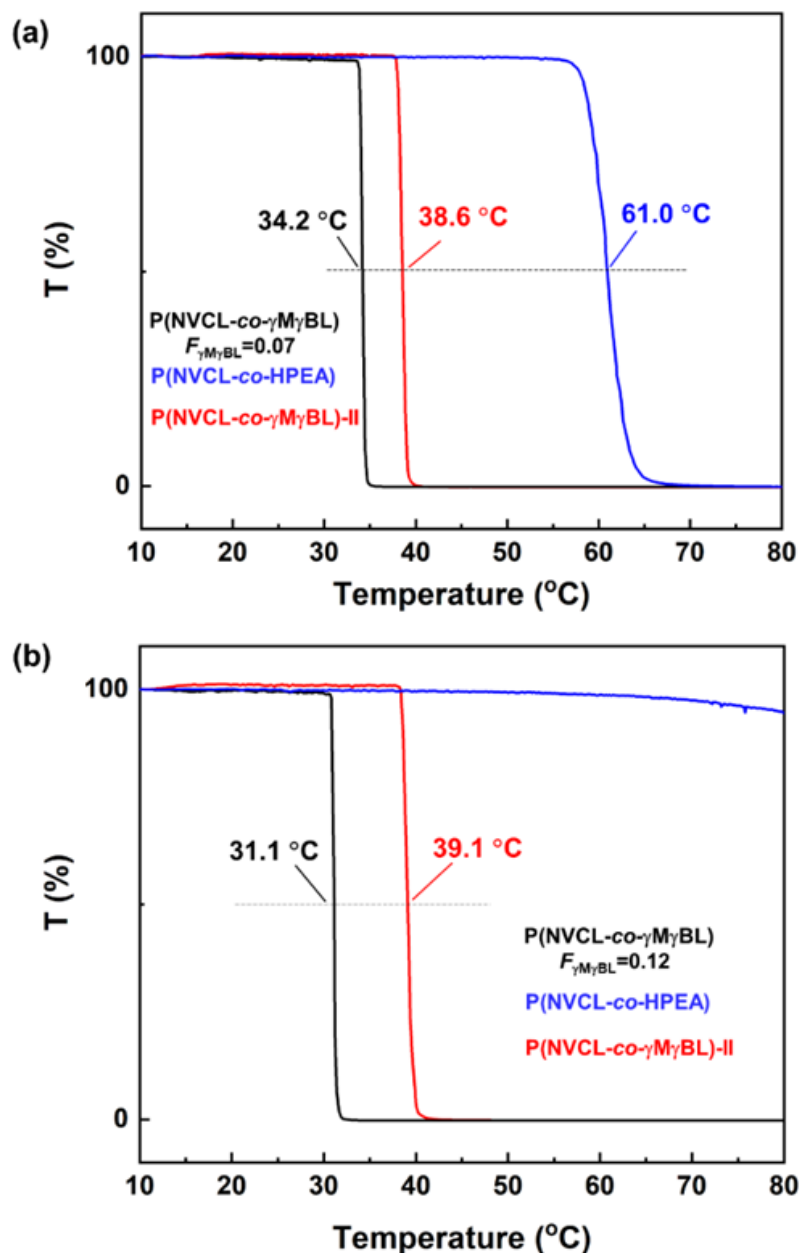 (a)
100
T (%)
0
34.2 °C
38.6 °C
61.0 °C
P(NVCL-co-γMγBL)
FγMγBL=0.07
P(NVCL-co-HPEA)
P(NVCL-co-γMγBL)-II
10 20 30 40 50 60 70 80
Temperature (oC)
(b)
100
T (%)
0
31.1 °C
39.1 °C
P(NVCL-co-γMγBL)
FγMγBL=0.12
P(NVCL-co-HPEA)
P(NVCL-co-γMγBL)-II
10 20 30 40 50 60 70 80
Temperature (oC)